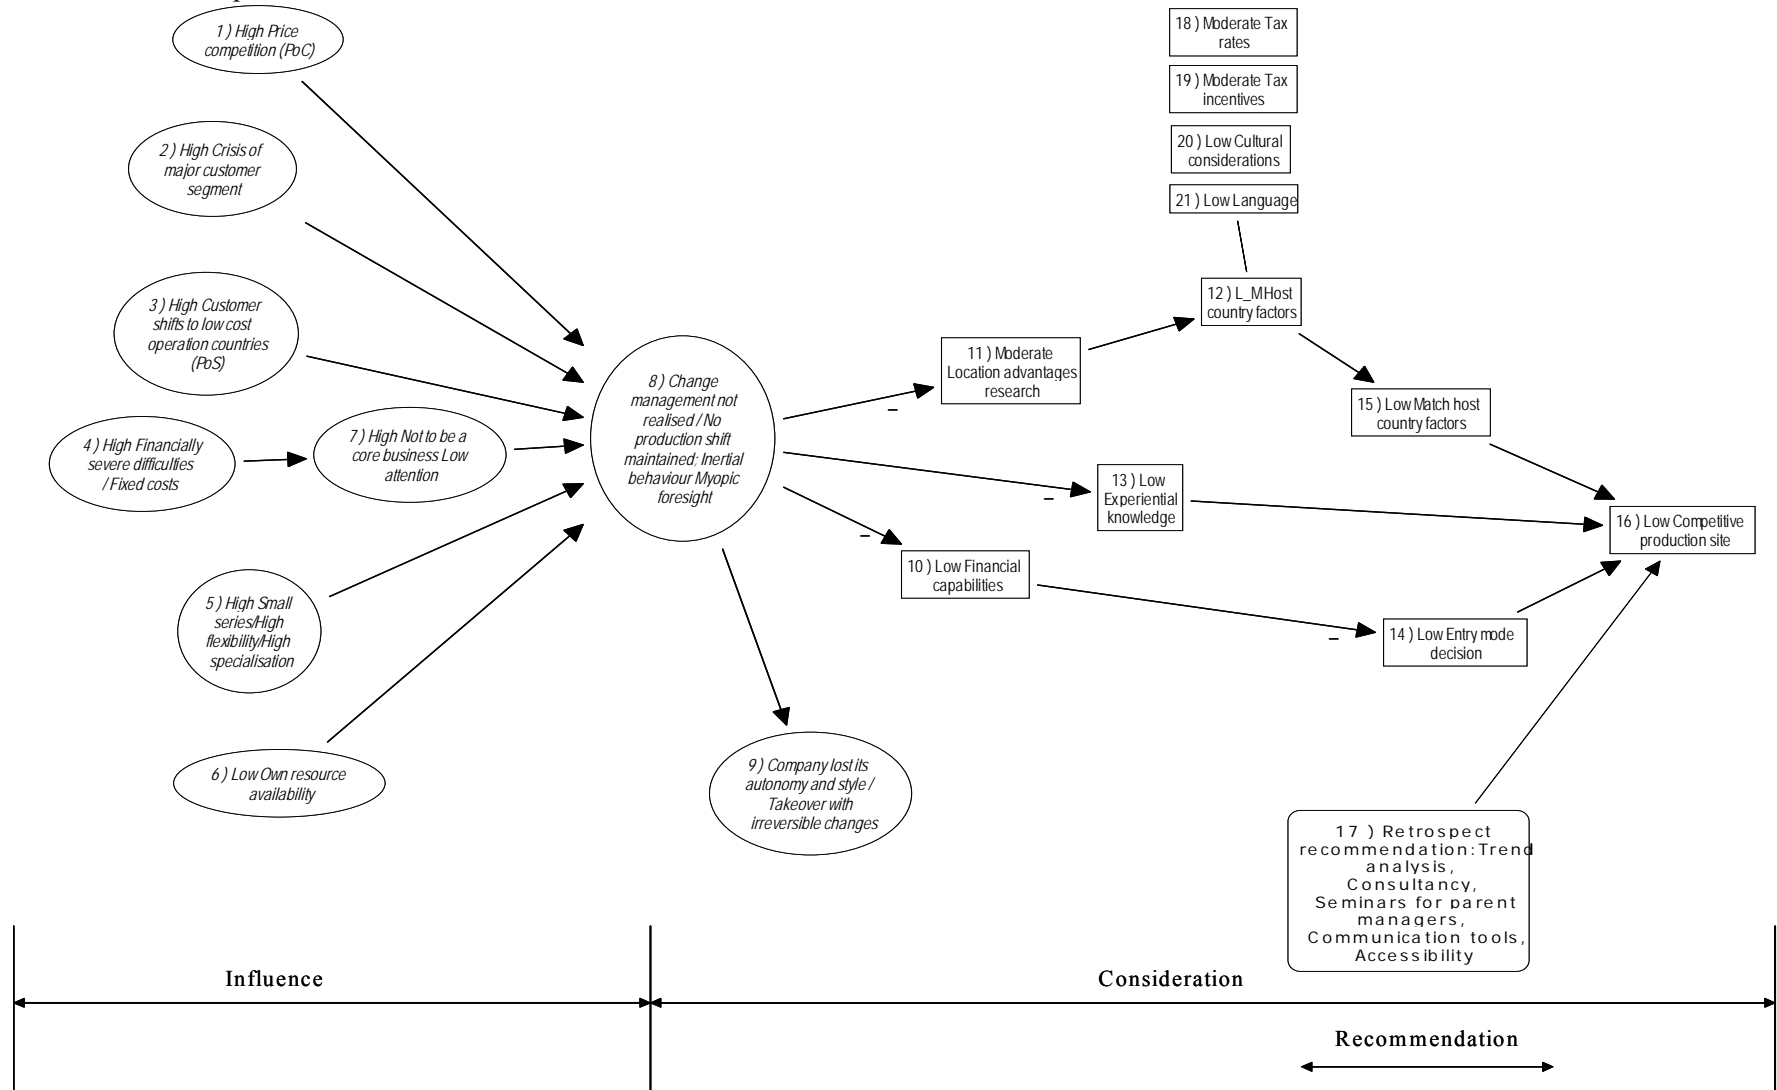 1 ) High Price
competition (PoC)
2 ) High Crisis of
major customer
segment
3 ) High Customer
shifts to low cost
operation countries
(PoS)
4 ) High Financially
severe difficulties
/ Fixed costs
7 ) High Not to be a
core business Low
attention
5 ) High Small
series/High
flexibility/High
specialisation
6 ) Low Own resource
availability
8 ) Change
management not
realised / No
production shift
maintained; Inertial
behaviour Myopic
foresight
9 ) Company lost its
autonomy and style /
Takeover with
irreversible changes
18 ) Moderate Tax
rates
19 ) Moderate Tax
incentives
20 ) Low Cultural
considerations
21 ) Low Language
12 ) L_M Host
country factors
11 ) Moderate
Location advantages
research
–
15 ) Low Match host
country factors
13 ) Low
Experiential
knowledge
–
10 ) Low Financial
capabilities
–
16 ) Low Competitive
production site
14 ) Low Entry mode
decision
–
17 ) Retrospect
recommendation: Trend
analysis,
Consultancy,
Seminars for parent
managers,
Communication tools,
Accessibility
Influence
Consideration
Recommendation